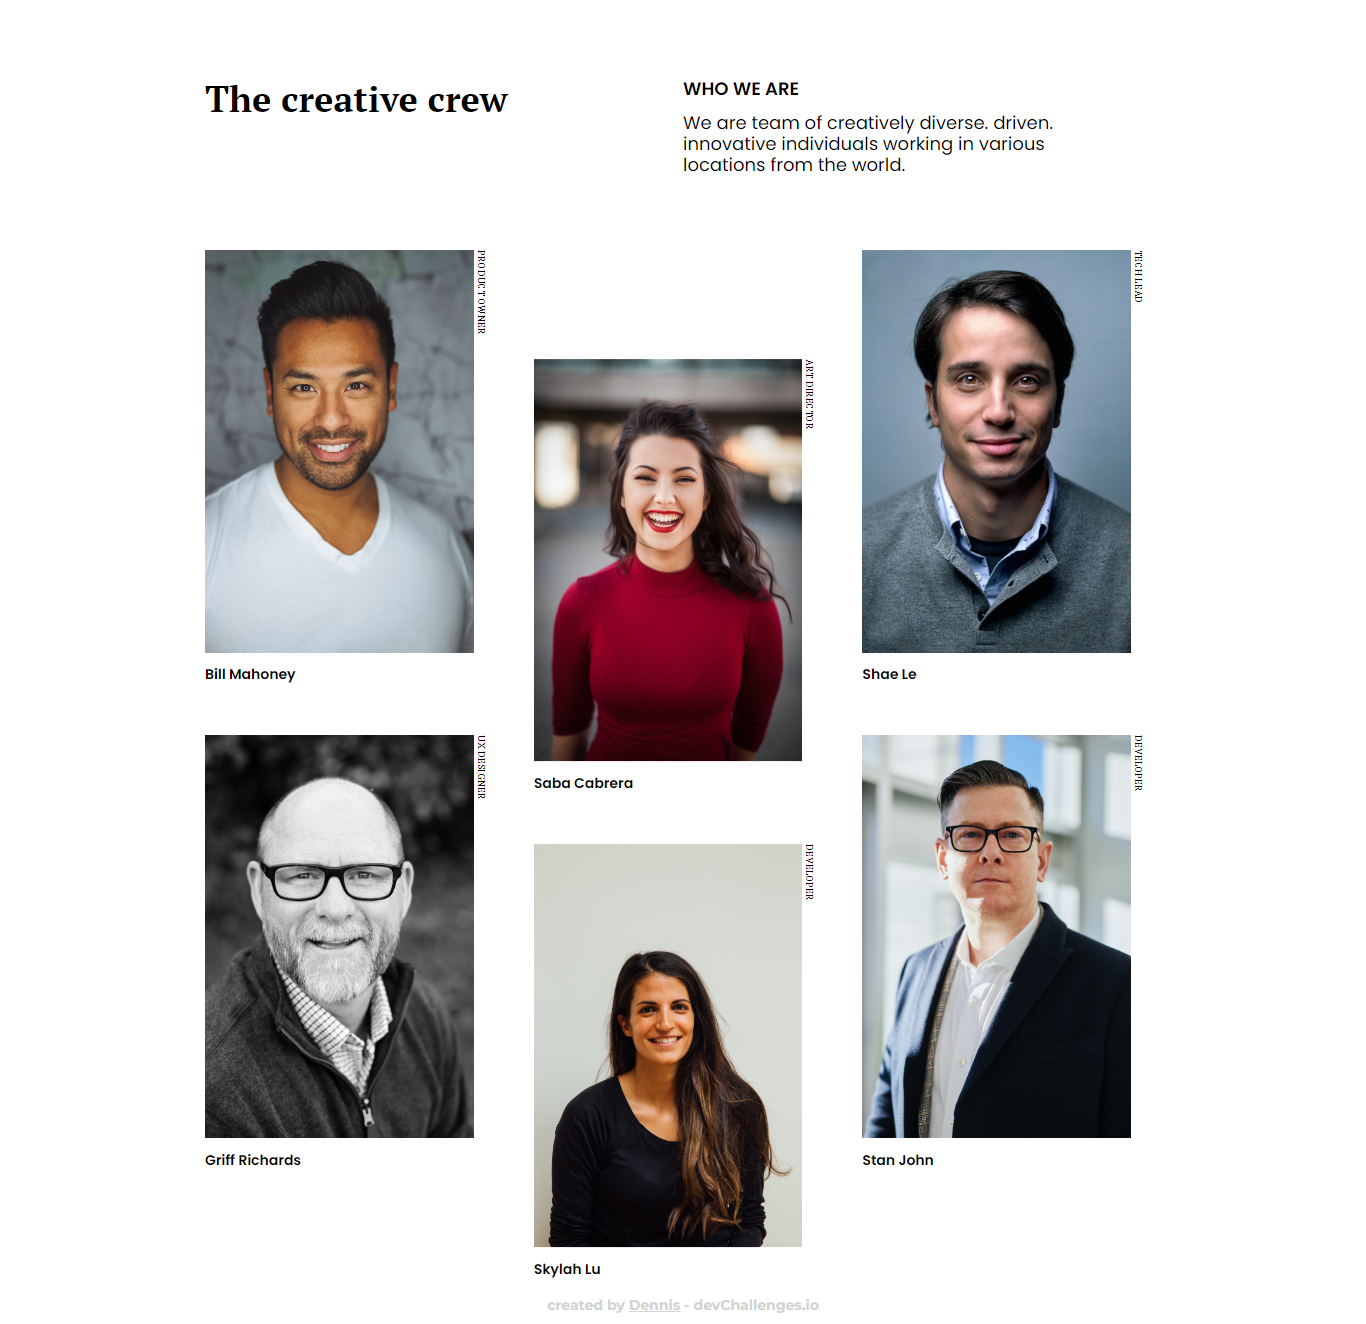 The creative crew
WHO WE ARE
We are team of creatively diverse. driven.
innovative individuals working in various
locations from the world.
PRODUCT OWNER
Bill Mahoney
ART DIRECTOR
Saba Cabrera
TECH LEAD
Shae Le
UX DESIGNER
Griff Richards
DEVELOPER
Skylah Lu
DEVELOPER
Stan John
created by Dennis - devChallenges.io